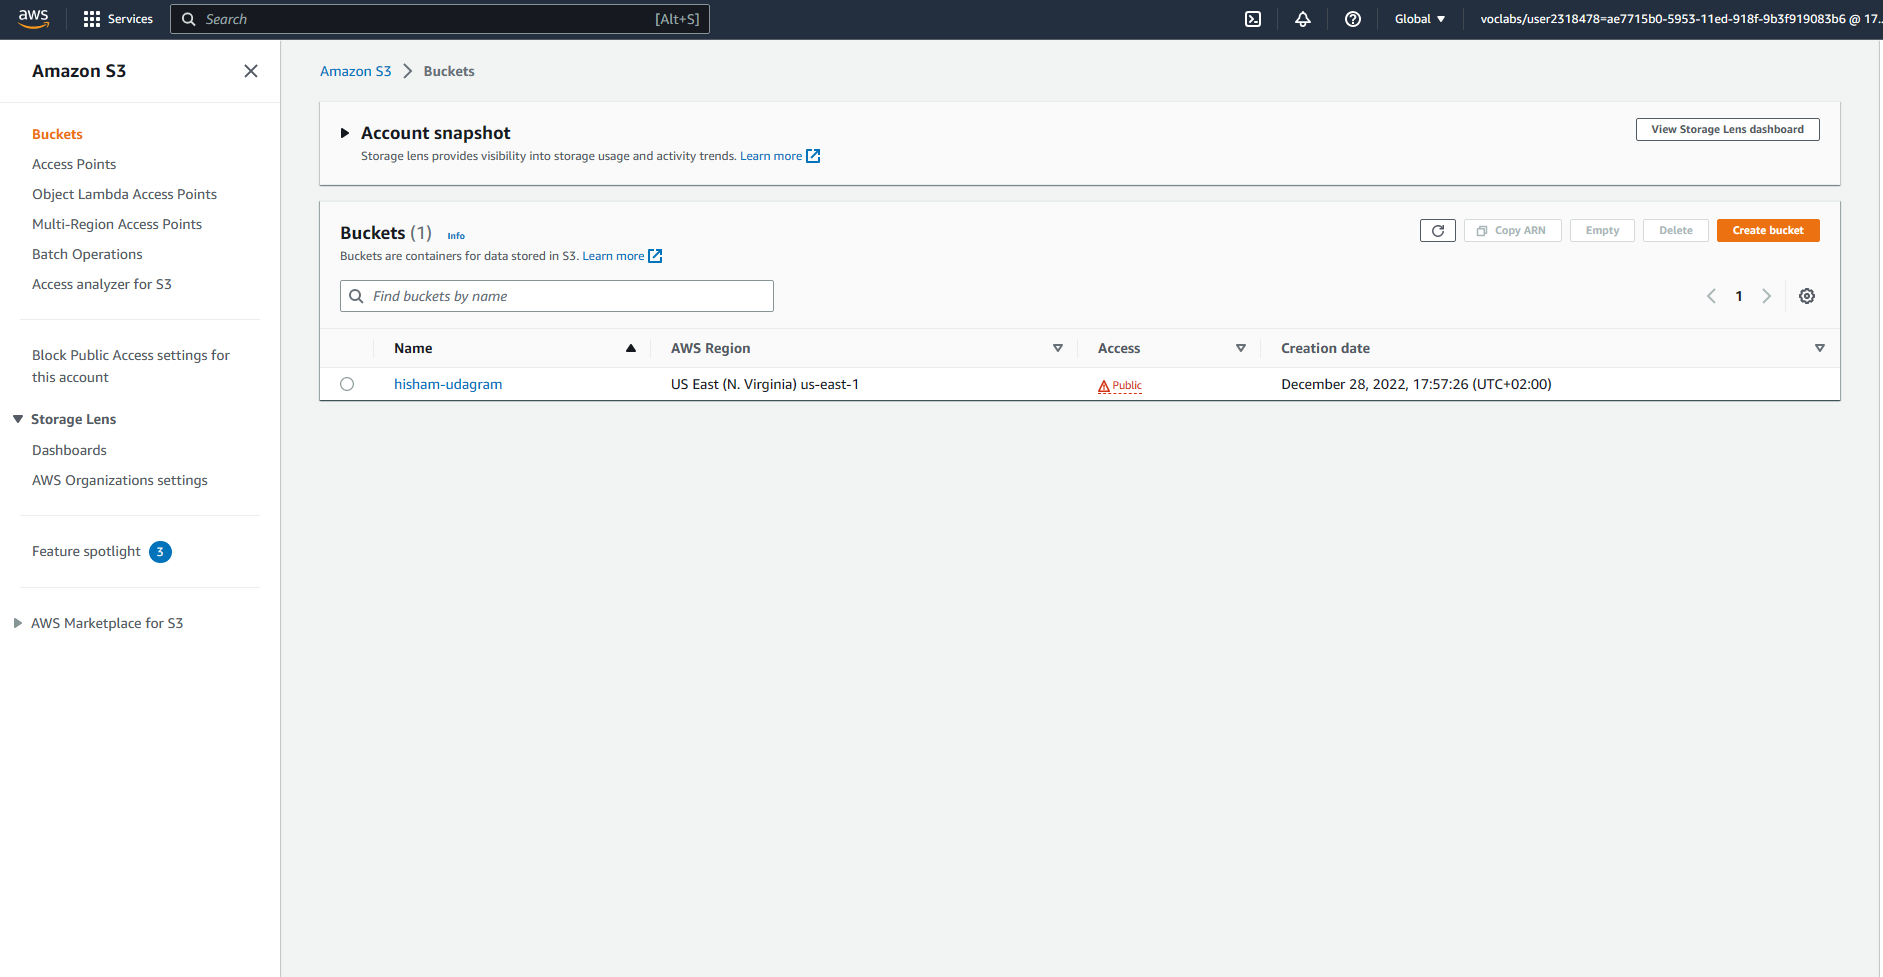 aws
Services
Search [Alt+S]
Global
voclabs/user2318478=ae7715b0-5953-11ed-918f-9b3f919083b6 @ 17...
Amazon S3
Buckets
Access Points
Object Lambda Access Points
Multi-Region Access Points
Batch Operations
Access analyzer for S3
Block Public Access settings for
this account
Storage Lens
Dashboards
AWS Organizations settings
Feature spotlight 3
AWS Marketplace for S3
Amazon S3 Buckets
Account snapshot
View Storage Lens dashboard
Storage lens provides visibility into storage usage and activity trends. Learn more
Buckets (1) Info
Copy ARN Empty Delete Create bucket
Buckets are containers for data stored in S3. Learn more
Find buckets by name
1
Name AWS Region Access Creation date
hisham-udagram US East (N. Virginia) us-east-1 Public December 28, 2022, 17:57:26 (UTC+02:00)